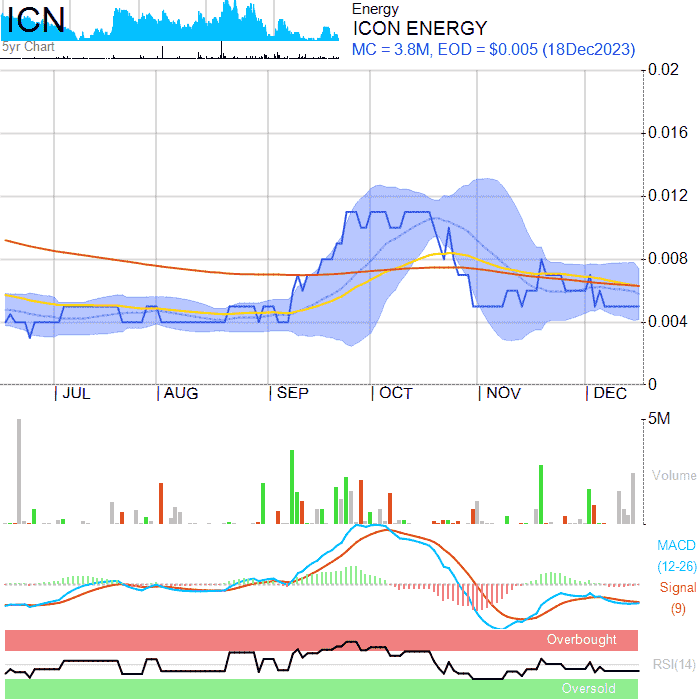 ICN
5yr Chart
Energy
ICON ENERGY
MC = 3.8M, EOD = $0.005 (18Dec2023)
0.02
0.016
0.012
0.008
0.004
0
JUL AUG SEP OCT NOV DEC
5M
Volume
MACD
(12-26)
Signal
(9)
Overbought
RSI(14)
Oversold